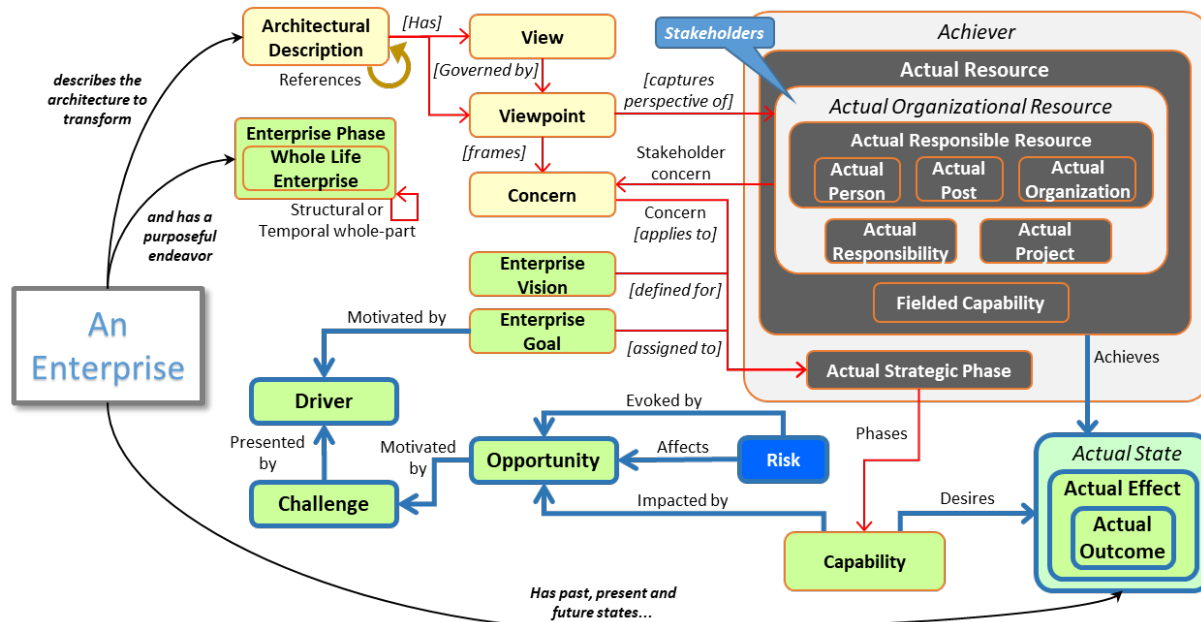 Architectural
Description
[Has]
View
Stakeholders
Achiever
References
[Governed by]
Actual Resource
describes the
architecture to
transform
Viewpoint
[captures
perspective of]
Actual Organizational Resource
Enterprise Phase
Whole Life
Enterprise
[frames]
Actual Responsible Resource
Actual
Person
Actual
Post
Actual
Organization
Stakeholder
concern
Concern
and has a
purposeful
endeavor
Structural or
Temporal whole-part
Concern
[applies to]
Actual
Responsibility
Actual
Project
Enterprise
Vision
[defined for]
Fielded Capability
An
Enterprise
Motivated by
Enterprise
Goal
[assigned to]
Actual Strategic Phase
Achieves
Driver
Evoked by
Phases
Presented
by
Motivated
by
Opportunity
Affects
Risk
Actual State
Challenge
Impacted by
Desires
Actual Effect
Actual
Outcome
Capability
Has past, present and
future states...